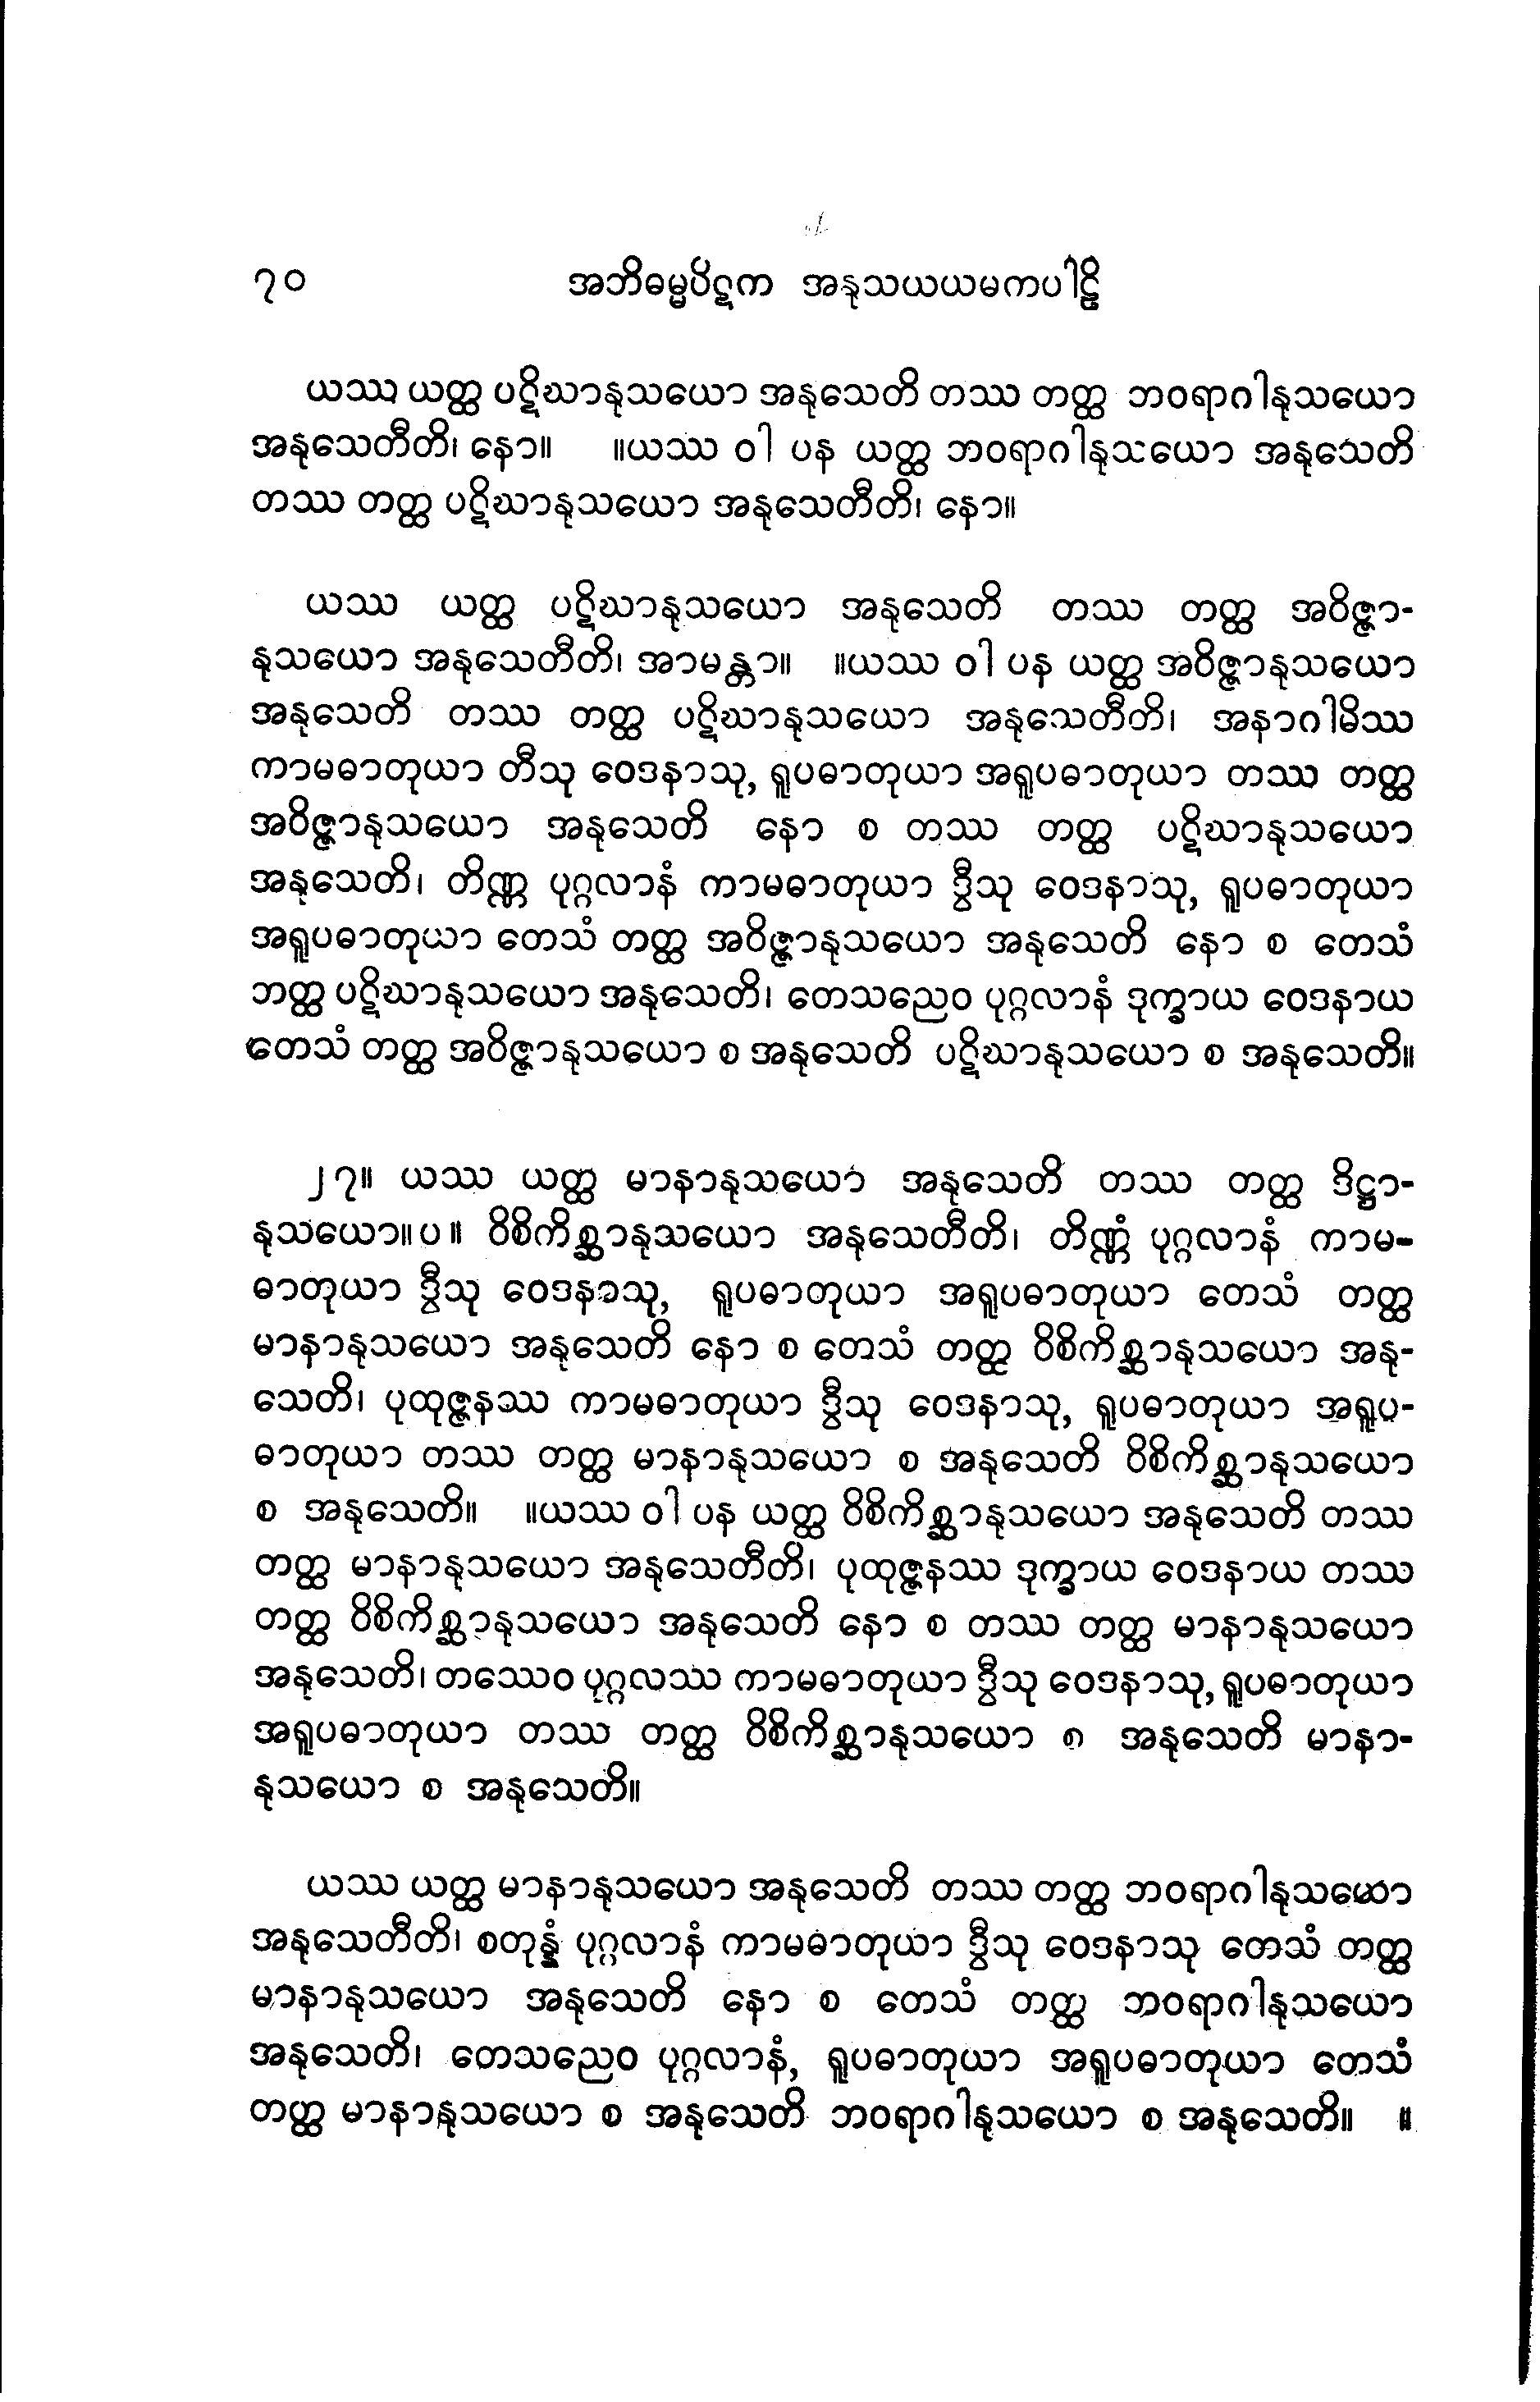 ၇၀ အဘိဓမ္မပိဋက အနုသယယမကပါဠိ
ယဿ ယတ္ထ ပဋိဃာနုသယော အနုသေတိ တဿ တတ္ထ ဘဝရာဂါနုသယော
အနုသေတီတိ၊ နော။ ။ယဿ ဝါ ပန ယတ္ထ ဘဝရာဂါနုသယော အနုသေတိ
တဿ တတ္ထ ပဋိဃာနုသယော အနုသေတီတိ၊ နော။
ယဿ ယတ္ထ ပဋိဃာနုသယော အနုသေတိ တဿ တတ္ထ အဝိဇ္ဇာ-
နုသယော အနုသေတီတိ၊ အာမန္တာ။ ။ယဿ ဝါ ပန ယတ္ထ အဝိဇ္ဇာနုသယော
အနုသေတိ တဿ တတ္ထ ပဋိဃာနုသယော အနုသေတီတိ၊ အနာဂါမိဿ
ကာမဓာတုယာ တီသု ဝေဒနာသု, ရူပဓာတုယာ အရူပဓာတုယာ တဿ တတ္ထ
အဝိဇ္ဇာနုသယော အနုသေတိ နော စ တဿ တတ္ထ ပဋိဃာနုသယော
အနုသေတိ၊ တိဏ္ဏ ပုဂ္ဂလာနံ ကာမဓာတုယာ ဒွီသု ဝေဒနာသု, ရူပဓာတုယာ
အရူပဓာတုယာ တေသံ တတ္ထ အဝိဇ္ဇာနုသယော အနုသေတိ နော စ တေသံ
ဘတ္ထ ပဋိဃာနုသယော အနုသေတိ၊ တေသညေဝ ပုဂ္ဂလာနံ ဒုက္ခာယ ဝေဒနာယ
တေသံ တတ္ထ အဝိဇ္ဇာနုသယော စ အနုသေတိ ပဋိဃာနုသယော စ အနုသေတိ။
၂၇။ ယဿ ယတ္ထ မာနာနုသယော အနုသေတိ တဿ တတ္ထ ဒိဋ္ဌာ-
နုသယော။ပ။ ဝိစိကိစ္ဆာနုသယော အနုသေတီတိ၊ တိဏ္ဏံ ပုဂ္ဂလာနံ ကာမ-
ဓာတုယာ ဒွီသု ဝေဒနာသု, ရူပဓာတုယာ အရူပဓာတုယာ တေသံ တတ္ထ
မာနာနုသယော အနုသေတိ နော စ တေသံ တတ္ထ ဝိစိကိစ္ဆာနုသယော အနု-
သေတိ၊ ပုထုဇ္ဇနဿ ကာမဓာတုယာ ဒွီသု ဝေဒနာသု, ရူပဓာတုယာ အရူပ-
ဓာတုယာ တဿ တတ္ထ မာနာနုသယော စ အနုသေတိ ဝိစိကိစ္ဆာနုသယော
စ အနုသေတိ။ ။ယဿ ဝါ ပန ယတ္ထ ဝိစိကိစ္ဆာနုသယော အနုသေတိ တဿ
တတ္ထ မာနာနုသယော အနုသေတီတိ၊ ပုထုဇ္ဇနဿ ဒုက္ခာယ ဝေဒနာယ တဿ
တတ္ထ ဝိစိကိစ္ဆာနုသယော အနုသေတိ နော စ တဿ တတ္ထ မာနာနုသယော
အနုသေတိ၊ တဿေဝ ပုဂ္ဂလဿ ကာမဓာတုယာ ဒွီသု ဝေဒနာသု, ရူပဓာတုယာ
အရူပဓာတုယာ တဿ တတ္ထ ဝိစိကိစ္ဆာနုသယော စ အနုသေတိ မာနာ-
နုသယော စ အနုသေတိ။
ယဿ ယတ္ထ မာနာနုသယော အနုသေတိ တဿ တတ္ထ ဘဝရာဂါနုသယော
အနုသေတီတိ၊ စတုန္နံ ပုဂ္ဂလာနံ ကာမဓာတုယာ ဒွီသု ဝေဒနာသု တေသံ တတ္ထ
မာနာနုသယော အနုသေတိ နော စ တေသံ တတ္ထ ဘဝရာဂါနုသယော
အနုသေတိ၊ တေသညေဝ ပုဂ္ဂလာနံ, ရူပဓာတုယာ အရူပဓာတုယာ တေသံ
တတ္ထ မာနာနုသယော စ အနုသေတိ ဘဝရာဂါနုသယော စ အနုသေတိ။ ။